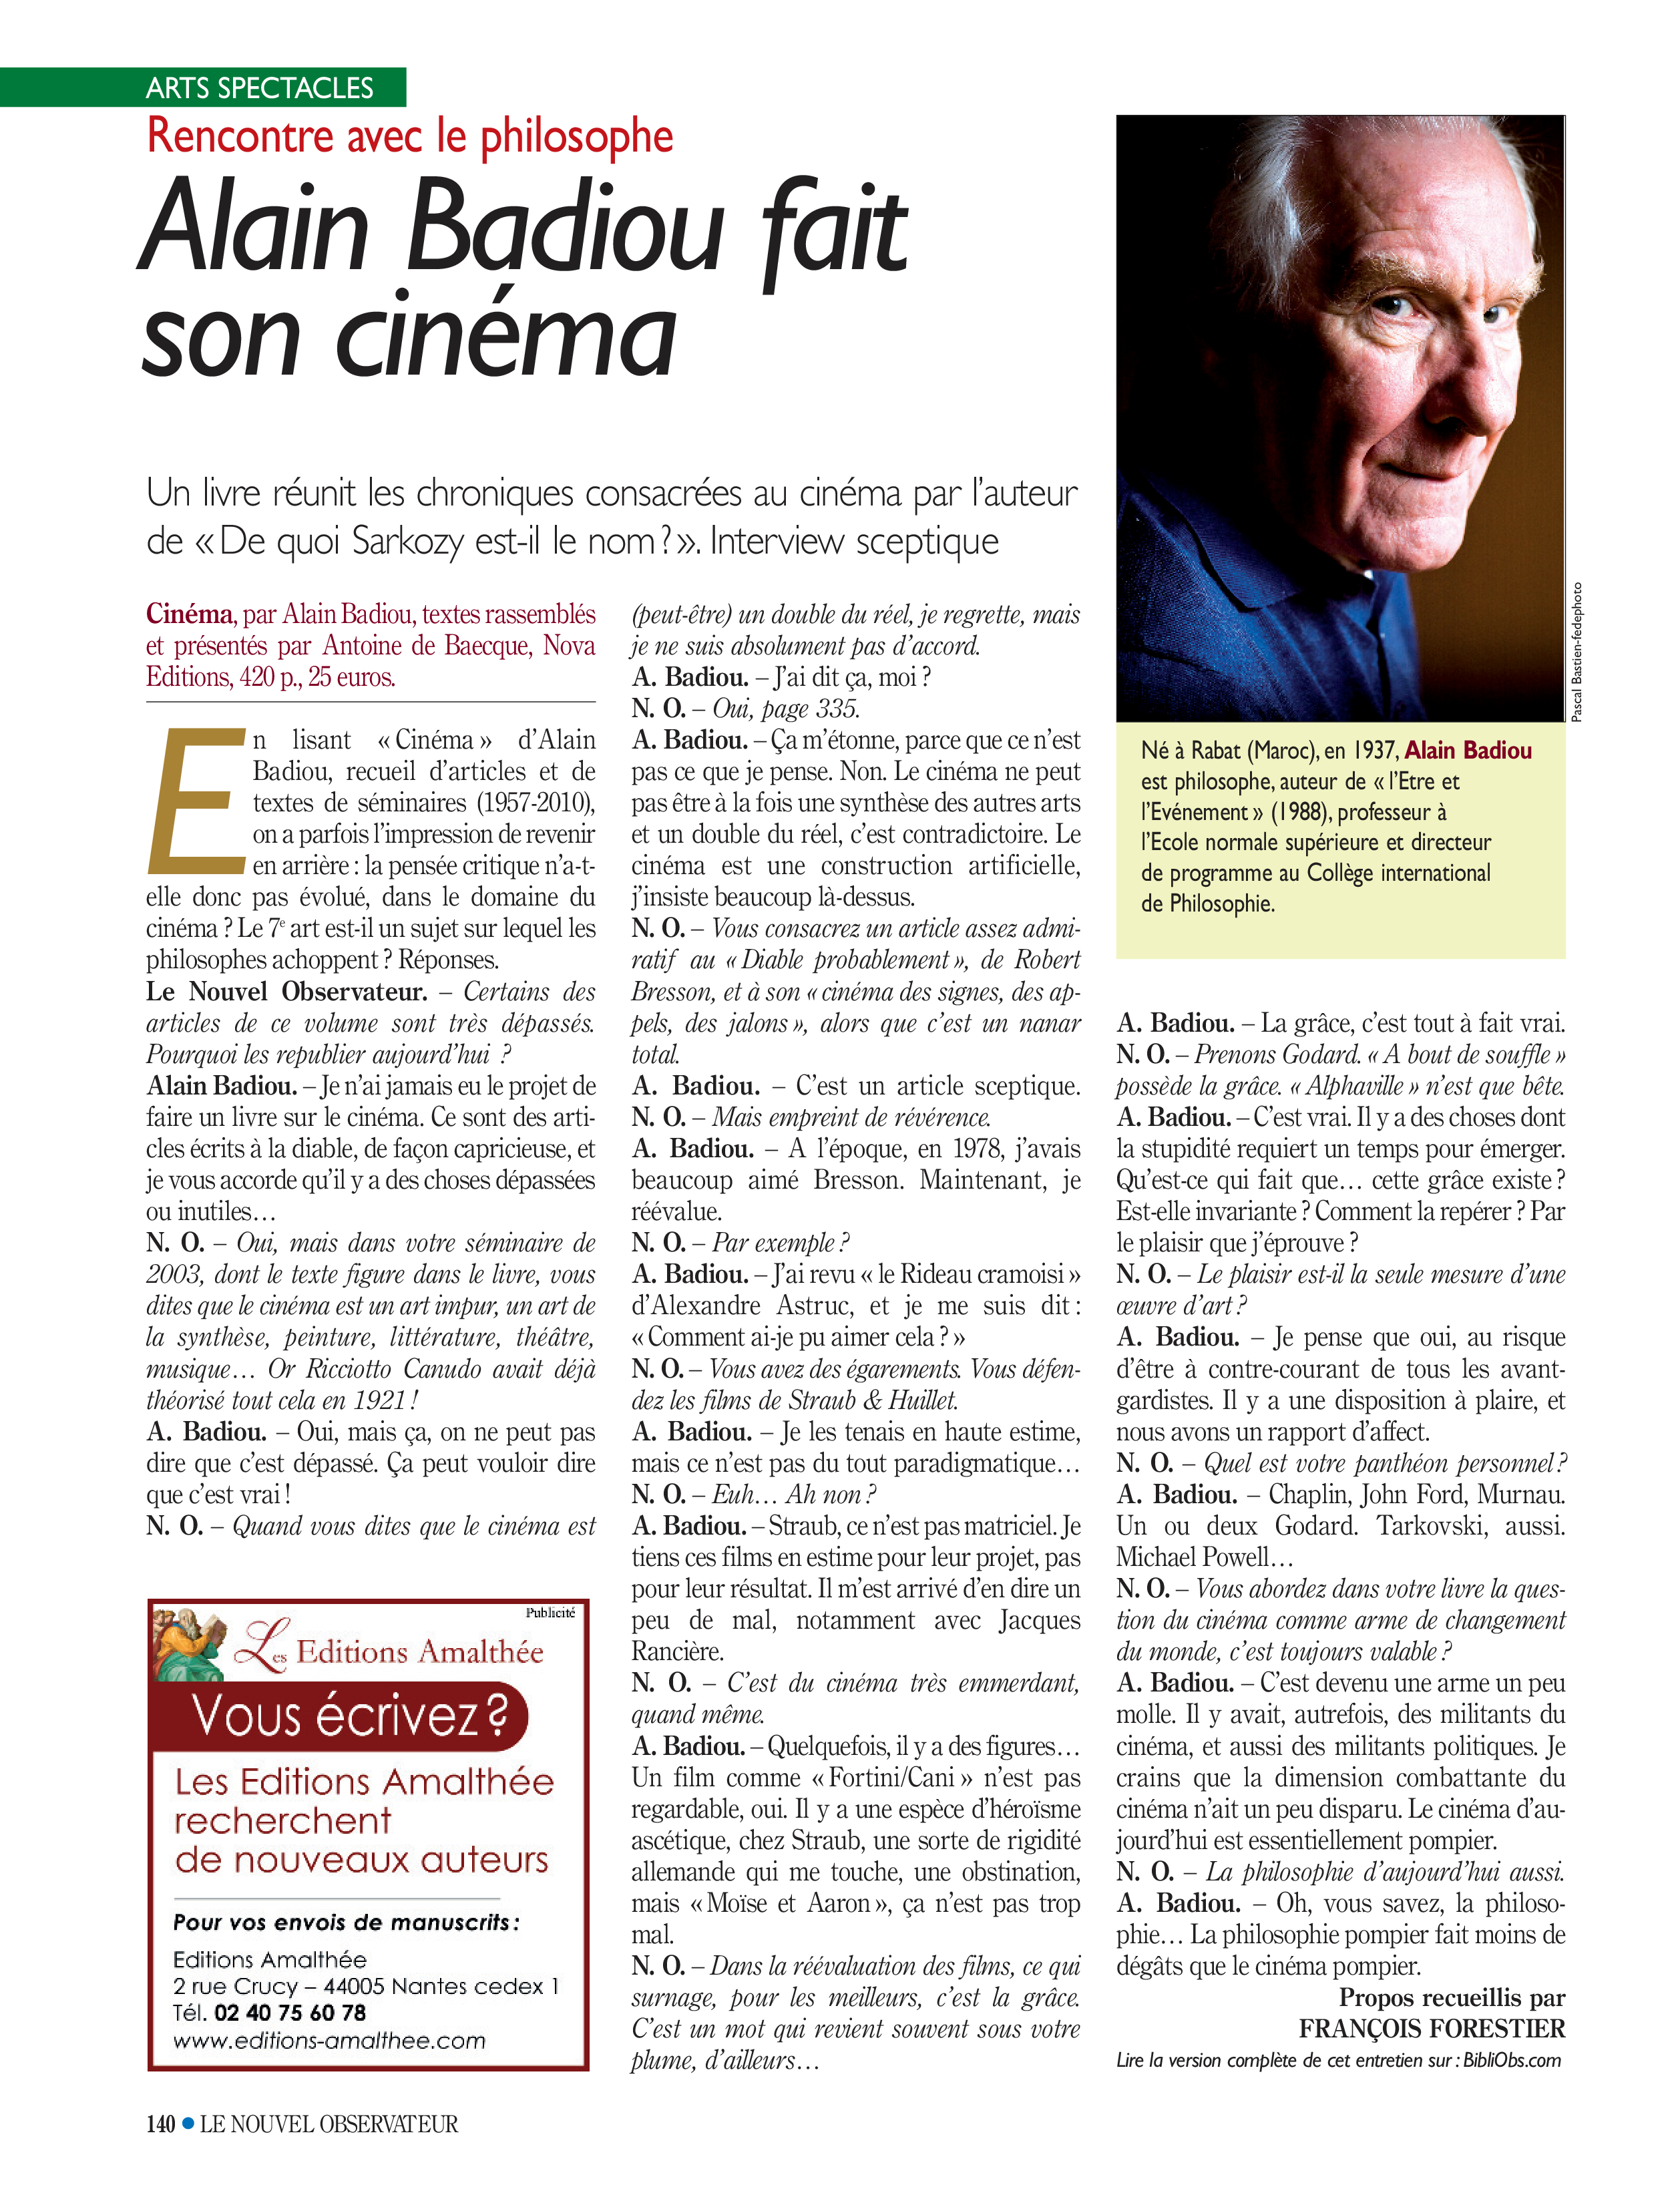 ARTS SPECTACLES
Rencontre avec le philosophe
Alain Badiou fait
son cinéma
Un livre réunit les chroniques consacrées au cinéma par l'auteur
de « De quoi Sarkozy est-il le nom ? ». Interview sceptique
Cinéma, par Alain Badiou, textes rassemblés
et présentés par Antoine de Baecque, Nova
Editions, 420 p., 25 euros.
En lisant « Cinéma » d'Alain
Badiou, recueil d'articles et de
textes de séminaires (1957-2010),
on a parfois l'impression de revenir
en arrière : la pensée critique n'a-t-
elle donc pas évolué, dans le domaine du
cinéma ? Le 7e art est-il un sujet sur lequel les
philosophes achoppent ? Réponses.
Le Nouvel Observateur. – Certains des
articles de ce volume sont très dépassés.
Pourquoi les republier aujourd'hui ?
Alain Badiou. – Je n'ai jamais eu le projet de
faire un livre sur le cinéma. Ce sont des arti-
cles écrits à la diable, de façon capricieuse, et
je vous accorde qu'il y a des choses dépassées
ou inutiles…
N. O. – Oui, mais dans votre séminaire de
2003, dont le texte figure dans le livre, vous
dites que le cinéma est un art impur, un art de
la synthèse, peinture, littérature, théâtre,
musique… Or Ricciotto Canudo avait déjà
théorisé tout cela en 1921 !
A. Badiou. – Oui, mais ça, on ne peut pas
dire que c'est dépassé. Ça peut vouloir dire
que c'est vrai !
N. O. – Quand vous dites que le cinéma est
(peut-être) un double du réel, je regrette, mais
je ne suis absolument pas d'accord.
A. Badiou. – J'ai dit ça, moi ?
N. O. – Oui, page 335.
A. Badiou. – Ça m'étonne, parce que ce n'est
pas ce que je pense. Non. Le cinéma ne peut
pas être à la fois une synthèse des autres arts
et un double du réel, c'est contradictoire. Le
cinéma est une construction artificielle,
j'insiste beaucoup là-dessus.
N. O. – Vous consacrez un article assez admi-
ratif au « Diable probablement », de Robert
Bresson, et à son « cinéma des signes, des ap-
pels, des jalons », alors que c'est un nanar
total.
A. Badiou. – C'est un article sceptique.
N. O. – Mais empreint de révérence.
A. Badiou. – A l'époque, en 1978, j'avais
beaucoup aimé Bresson. Maintenant, je
réévalue.
N. O. – Par exemple ?
A. Badiou. – J'ai revu « le Rideau cramoisi »
d'Alexandre Astruc, et je me suis dit :
« Comment ai-je pu aimer cela ? »
N. O. – Vous avez des égarements. Vous défen-
dez les films de Straub & Huillet.
A. Badiou. – Je les tenais en haute estime,
mais ce n'est pas du tout paradigmatique…
N. O. – Euh… Ah non ?
A. Badiou. – Straub, ce n'est pas matriciel. Je
tiens ces films en estime pour leur projet, pas
pour leur résultat. Il m'est arrivé d'en dire un
peu de mal, notamment avec Jacques
Rancière.
N. O. – C'est du cinéma très emmerdant,
quand même.
A. Badiou. – Quelquefois, il y a des figures…
Un film comme « Fortini/Cani » n'est pas
regardable, oui. Il y a une espèce d'héroïsme
ascétique, chez Straub, une sorte de rigidité
allemande qui me touche, une obstination,
mais « Moïse et Aaron », ça n'est pas trop
mal.
N. O. – Dans la réévaluation des films, ce qui
surnage, pour les meilleurs, c'est la grâce.
C'est un mot qui revient souvent sous votre
plume, d'ailleurs…
Pascal Bastien-fedephoto
Né à Rabat (Maroc), en 1937, Alain Badiou
est philosophe, auteur de « l'Etre et
l'Evénement » (1988), professeur à
l'Ecole normale supérieure et directeur
de programme au Collège international
de Philosophie.
A. Badiou. – La grâce, c'est tout à fait vrai.
N. O. – Prenons Godard. « A bout de souffle »
possède la grâce. « Alphaville » n'est que bête.
A. Badiou. – C'est vrai. Il y a des choses dont
la stupidité requiert un temps pour émerger.
Qu'est-ce qui fait que… cette grâce existe ?
Est-elle invariante ? Comment la repérer ? Par
le plaisir que j'éprouve ?
N. O. – Le plaisir est-il la seule mesure d'une
œuvre d'art ?
A. Badiou. – Je pense que oui, au risque
d'être à contre-courant de tous les avant-
gardistes. Il y a une disposition à plaire, et
nous avons un rapport d'affect.
N. O. – Quel est votre panthéon personnel ?
A. Badiou. – Chaplin, John Ford, Murnau.
Un ou deux Godard. Tarkovski, aussi.
Michael Powell…
N. O. – Vous abordez dans votre livre la ques-
tion du cinéma comme arme de changement
du monde, c'est toujours valable ?
A. Badiou. – C'est devenu une arme un peu
molle. Il y avait, autrefois, des militants du
cinéma, et aussi des militants politiques. Je
crains que la dimension combattante du
cinéma n'ait un peu disparu. Le cinéma d'au-
jourd'hui est essentiellement pompier.
N. O. – La philosophie d'aujourd'hui aussi.
A. Badiou. – Oh, vous savez, la philoso-
phie… La philosophie pompier fait moins de
dégâts que le cinéma pompier.
Propos recueillis par
FRANÇOIS FORESTIER
Lire la version complète de cet entretien sur : BibliObs.com
Publicité
Les Editions Amalthée
Vous écrivez ?
Les Editions Amalthée
recherchent
de nouveaux auteurs
Pour vos envois de manuscrits :
Editions Amalthée
2 rue Crucy – 44005 Nantes cedex 1
Tél. 02 40 75 60 78
www.editions-amalthee.com
140 • LE NOUVEL OBSERVATEUR